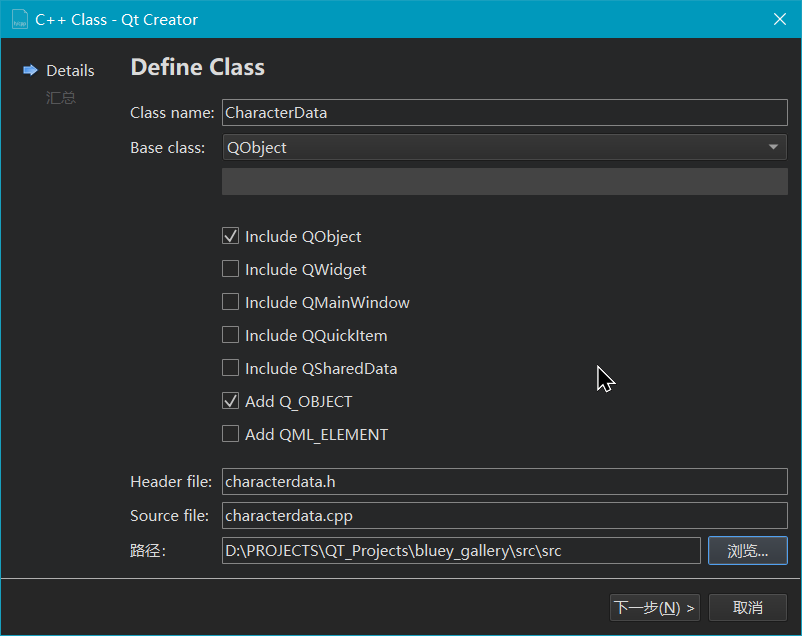 C++ Class - Qt Creator
Details
汇总
Define Class
Class name: CharacterData
Base class: QObject
Include QObject
Include QWidget
Include QMainWindow
Include QQuickItem
Include QSharedData
Add Q_OBJECT
Add QML_ELEMENT
Header file: characterdata.h
Source file: characterdata.cpp
路径: D:\PROJECTS\QT_Projects\bluey_gallery\src\src 浏览...
下一步(N) > 取消